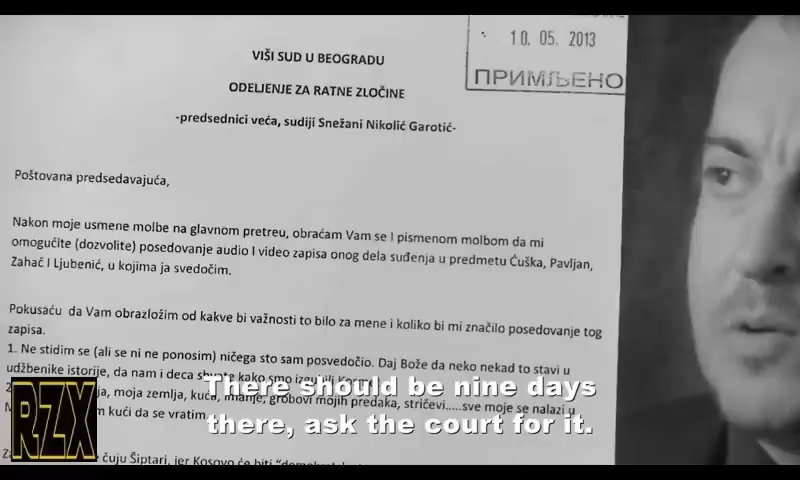 10. 05. 2013
ПРИМЉЕНО
VIŠI SUD U BEOGRADU
ODELJENJE ZA RATNE ZLOČINE
-predsednici veća, sudiji Snežani Nikolić Garotić-
Poštovana predsedavajuća,
Nakon moje usmene molbe na glavnom pretreu, obraćam Vam se I pismenom molbom da mi
omogućite (dozvolite) posedovanje audio I video zapisa onog dela suđenja u predmetu Ćuška, Pavljan,
Zahać I Ljubenić, u kojima ja svedočim.
Pokusaću da Vam obrazložim od kakve bi važnosti to bilo za mene i koliko bi mi značilo posedovanje tog
zapisa.
1. Ne stidim se (ali se ni ne ponosim) ničega sto sam posvedočio. Daj Bože da neko nekad to stavi u
udžbenike istorije, da nam i deca kako smo
moja zemlja, kuća, imanje, grobovi mojih predaka, stričevi.....sve moje se nalazi u
kući da se vratim.
čuju Šiptari, jer Kosovo će biti
There should be nine days
there, ask the court for it.
RZX